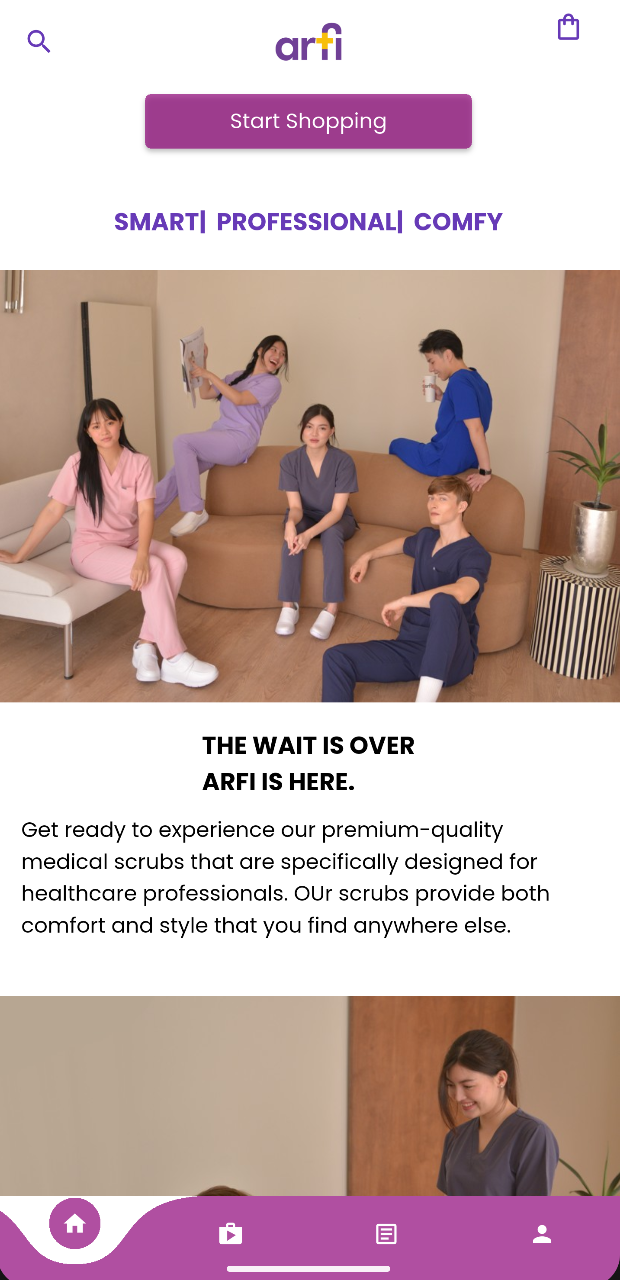 arfi
Start Shopping
SMART| PROFESSIONAL| COMFY
THE WAIT IS OVER
ARFI IS HERE.
Get ready to experience our premium-quality
medical scrubs that are specifically designed for
healthcare professionals. OUr scrubs provide both
comfort and style that you find anywhere else.